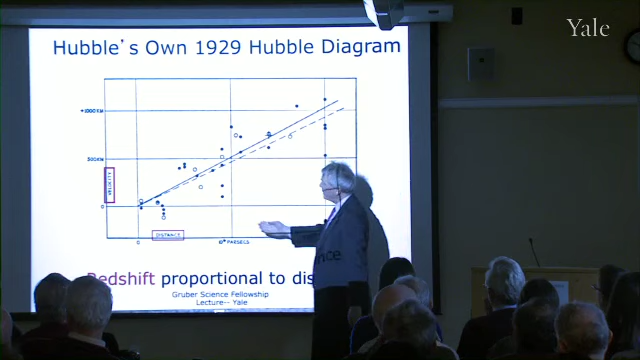 Yale
Hubble's Own 1929 Hubble Diagram
+1000KM
500KM
VELOCITY
0
DISTANCE
0
10⁶ PARSECS
Redshift proportional to dis
Gruber Science Fellowship
Lecture-- Yale